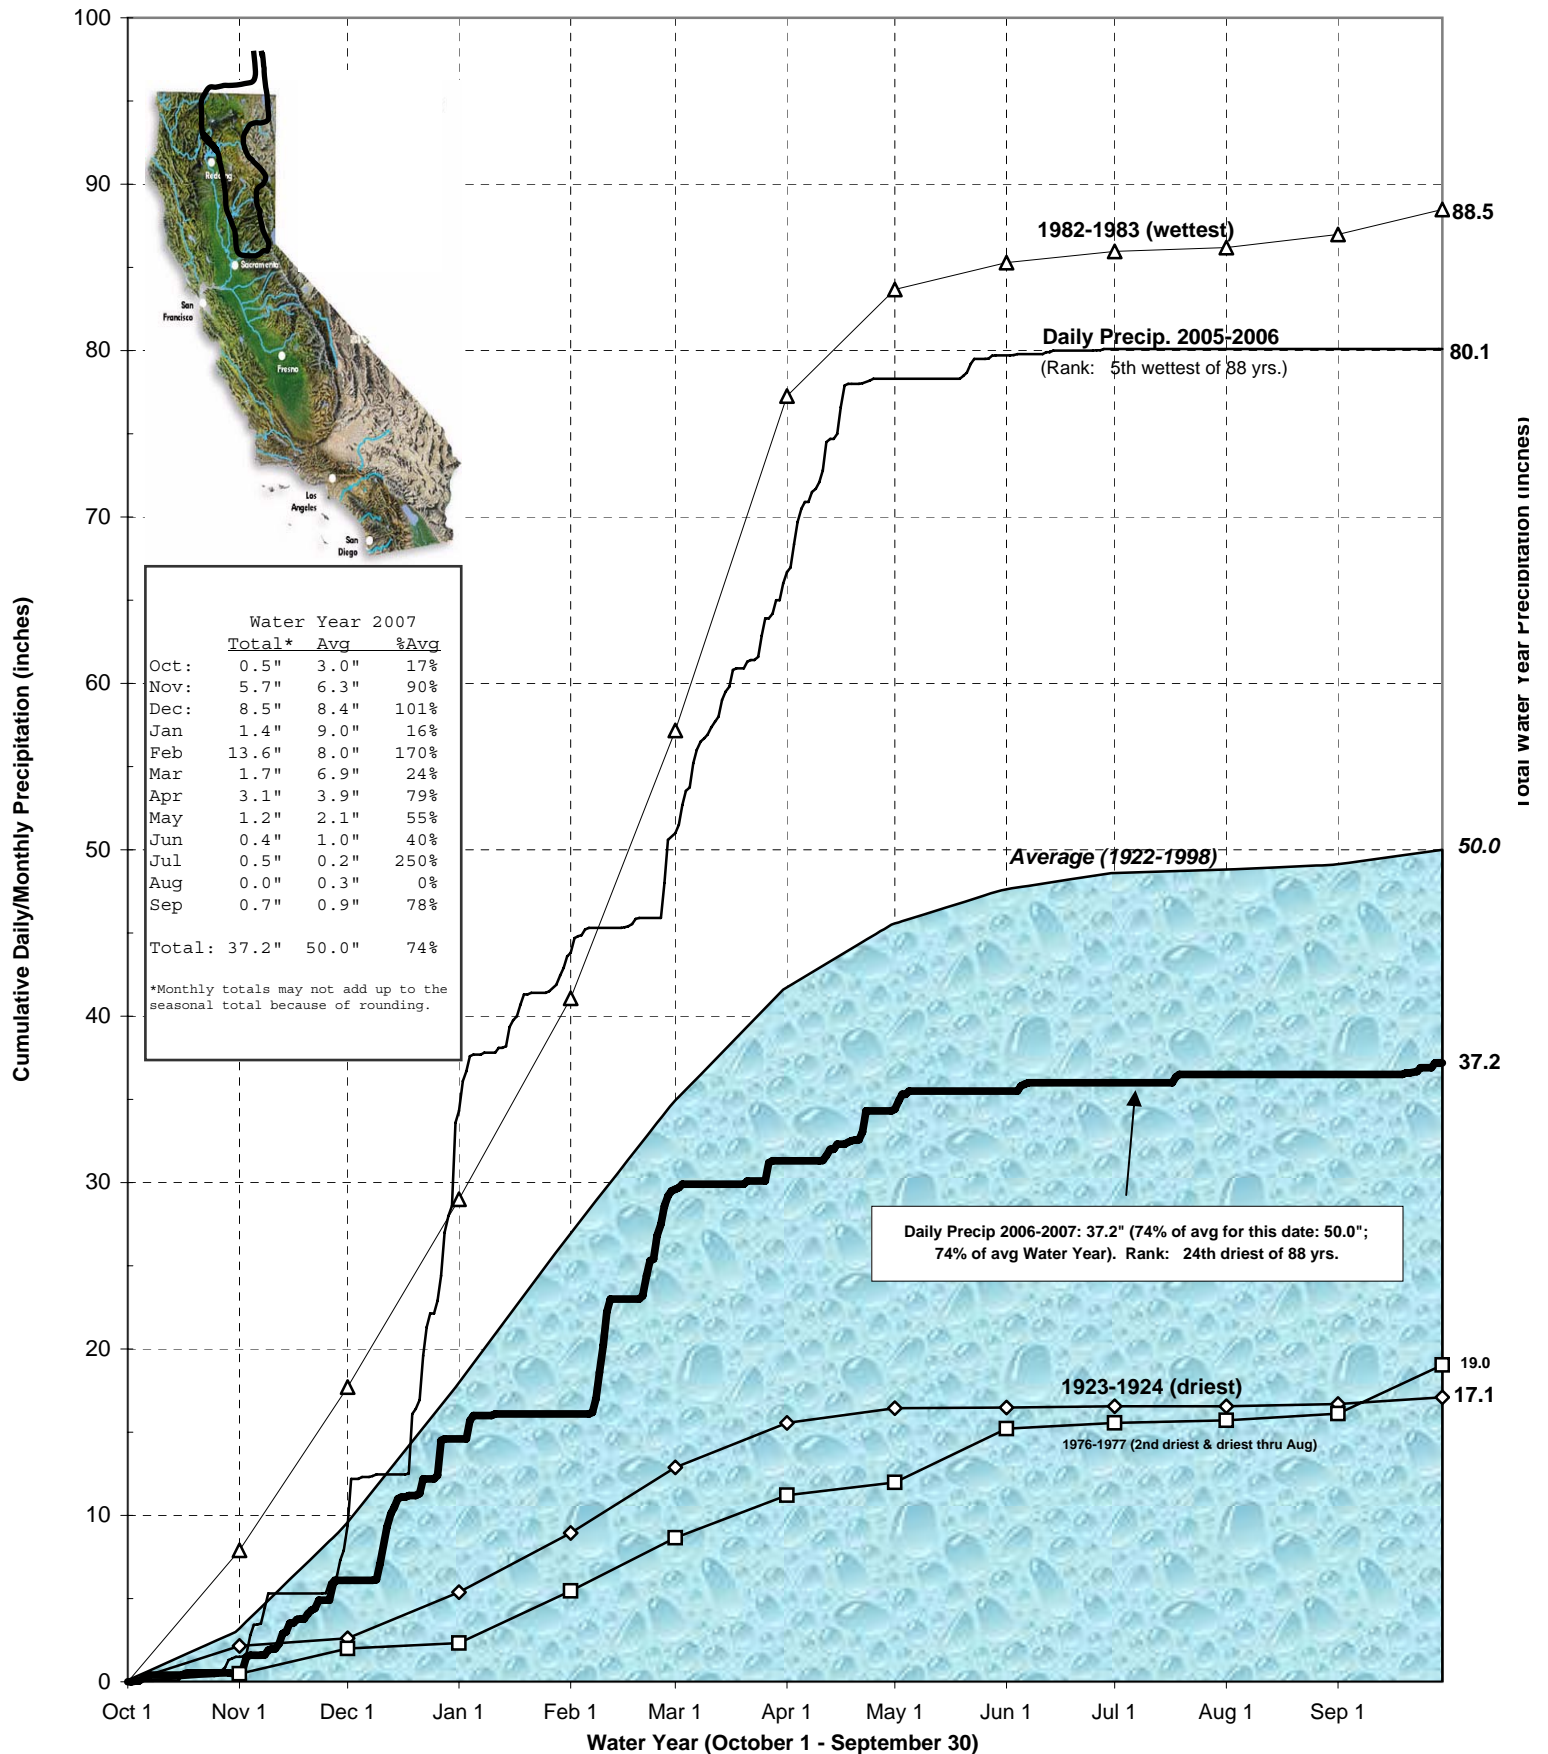 100
90
80
70
60
50
40
30
20
10
0
Cumulative Daily/Monthly Precipitation (inches)
Redding
Sacramento
San
Francisco
Fresno
Los
Angeles
San
Diego
Water Year 2007
Total* Avg %Avg
Oct: 0.5" 3.0" 17%
Nov: 5.7" 6.3" 90%
Dec: 8.5" 8.4" 101%
Jan 1.4" 9.0" 16%
Feb 13.6" 8.0" 170%
Mar 1.7" 6.9" 24%
Apr 3.1" 3.9" 79%
May 1.2" 2.1" 55%
Jun 0.4" 1.0" 40%
Jul 0.5" 0.2" 250%
Aug 0.0" 0.3" 0%
Sep 0.7" 0.9" 78%
Total: 37.2" 50.0" 74%
*Monthly totals may not add up to the
seasonal total because of rounding.
1982-1983 (wettest)
88.5
Daily Precip. 2005-2006
(Rank: 5th wettest of 88 yrs.)
80.1
Total Water Year Precipitation (inches)
Average (1922-1998)
50.0
37.2
Daily Precip 2006-2007: 37.2" (74% of avg for this date: 50.0";
74% of avg Water Year). Rank: 24th driest of 88 yrs.
19.0
1923-1924 (driest)
17.1
1976-1977 (2nd driest & driest thru Aug)
Oct 1 Nov 1 Dec 1 Jan 1 Feb 1 Mar 1 Apr 1 May 1 Jun 1 Jul 1 Aug 1 Sep 1
Water Year (October 1 - September 30)